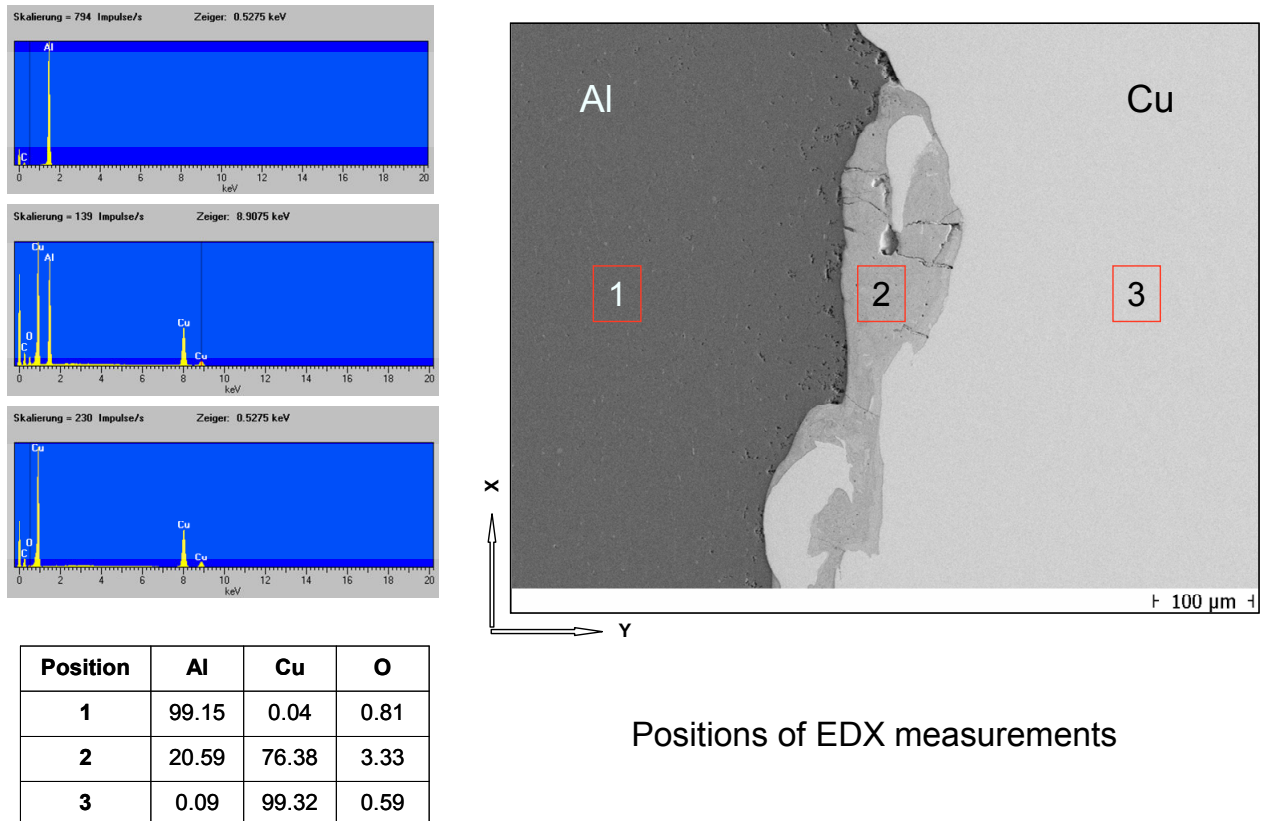 Skalierung = 794 Impulse/s Zeiger: 0.5275 keV
Al
C
0 2 4 6 8 10 12 14 16 18 20
keV
Skalierung = 139 Impulse/s Zeiger: 8.9075 keV
Cu
Al
Cu
O
C
Cu
0 2 4 6 8 10 12 14 16 18 20
keV
Skalierung = 230 Impulse/s Zeiger: 0.5275 keV
Cu
Cu
O
C
Cu
0 2 4 6 8 10 12 14 16 18 20
keV
Position Al Cu O
1 99.15 0.04 0.81
2 20.59 76.38 3.33
3 0.09 99.32 0.59
Al Cu
1 2 3
100 µm
X
Y
Positions of EDX measurements